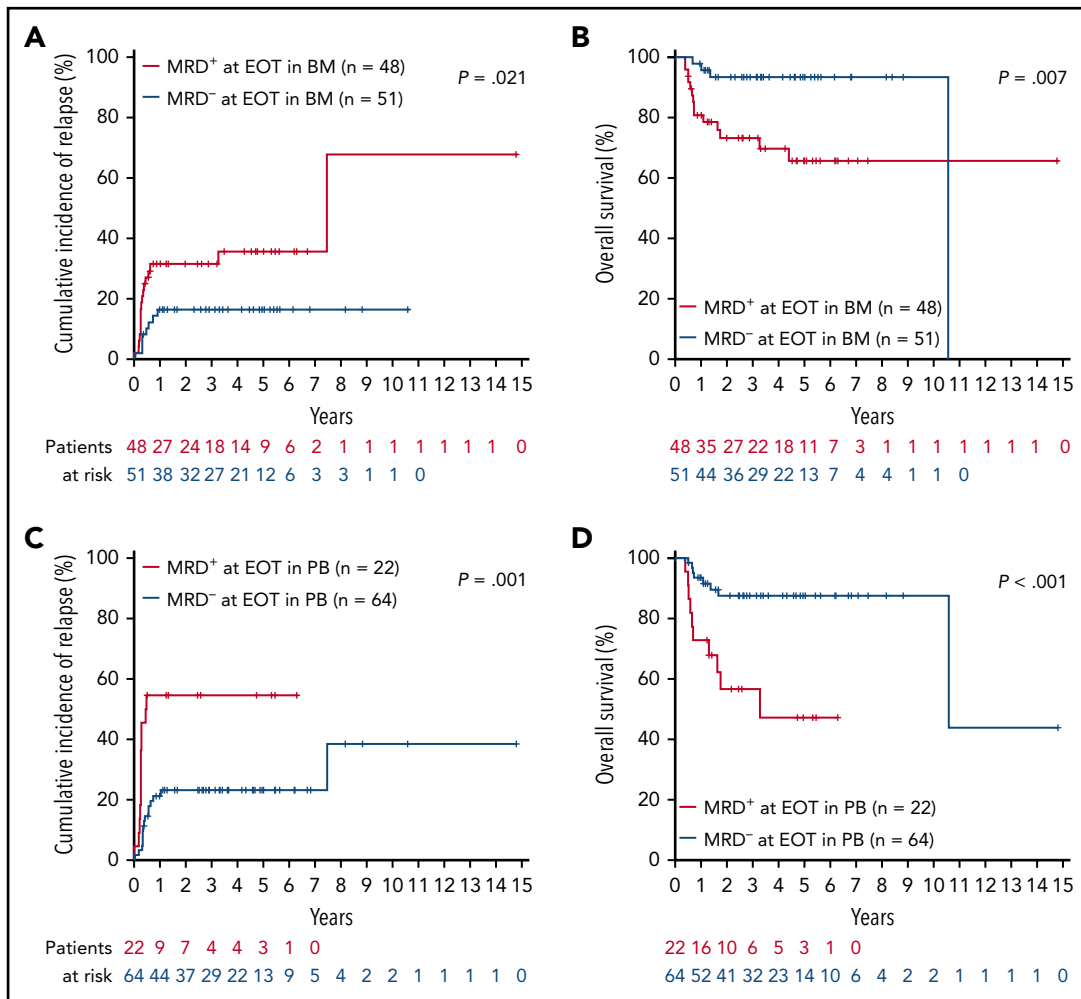 A
Cumulative incidence of relapse (%)
100
80
60
40
20
0
MRD+ at EOT in BM (n = 48)
MRD− at EOT in BM (n = 51)
P = .021
0 1 2 3 4 5 6 7 8 9 10 11 12 13 14 15
Years
Patients 48 27 24 18 14 9 6 2 1 1 1 1 1 1 1 0
at risk 51 38 32 27 21 12 6 3 3 1 1 0
B
Overall survival (%)
100
80
60
40
20
0
P = .007
MRD+ at EOT in BM (n = 48)
MRD− at EOT in BM (n = 51)
0 1 2 3 4 5 6 7 8 9 10 11 12 13 14 15
Years
48 35 27 22 18 11 7 3 1 1 1 1 1 1 1 0
51 44 36 29 22 13 7 4 4 1 1 0
C
Cumulative incidence of relapse (%)
100
80
60
40
20
0
MRD+ at EOT in PB (n = 22)
MRD− at EOT in PB (n = 64)
P = .001
0 1 2 3 4 5 6 7 8 9 10 11 12 13 14 15
Years
Patients 22 9 7 4 4 3 1 0
at risk 64 44 37 29 22 13 9 5 4 2 2 1 1 1 1 0
D
Overall survival (%)
100
80
60
40
20
0
P < .001
MRD+ at EOT in PB (n = 22)
MRD− at EOT in PB (n = 64)
0 1 2 3 4 5 6 7 8 9 10 11 12 13 14 15
Years
22 16 10 6 5 3 1 0
64 52 41 32 23 14 10 6 4 2 2 1 1 1 1 0